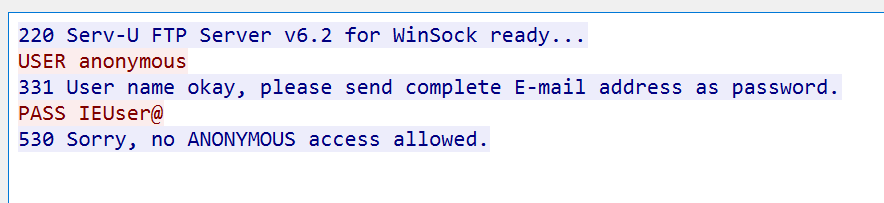 220 Serv-U FTP Server v6.2 for WinSock ready...
USER anonymous
331 User name okay, please send complete E-mail address as password.
PASS IEUser@
530 Sorry, no ANONYMOUS access allowed.